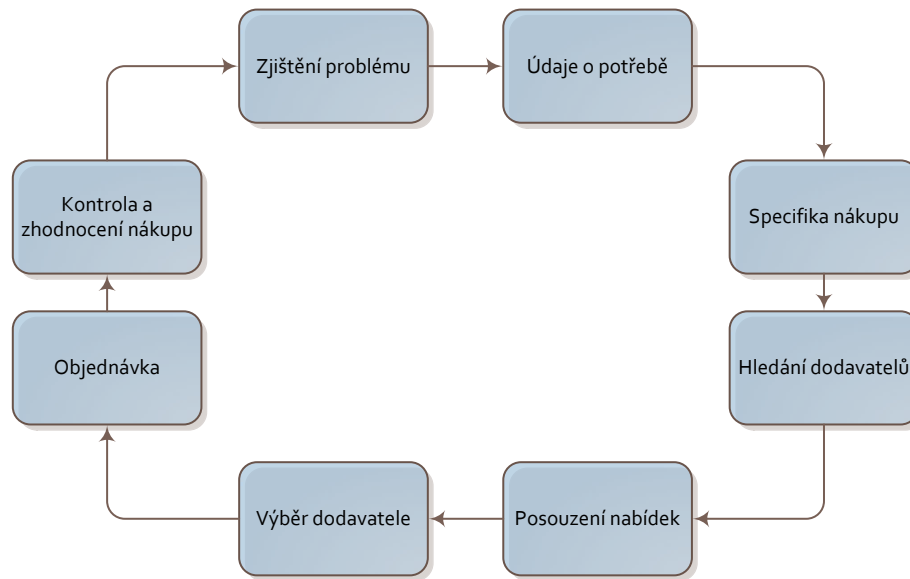 Zjištění problému
Údaje o potřebě
Specifika nákupu
Hledání dodavatelů
Posouzení nabídek
Výběr dodavatele
Objednávka
Kontrola a
zhodnocení nákupu